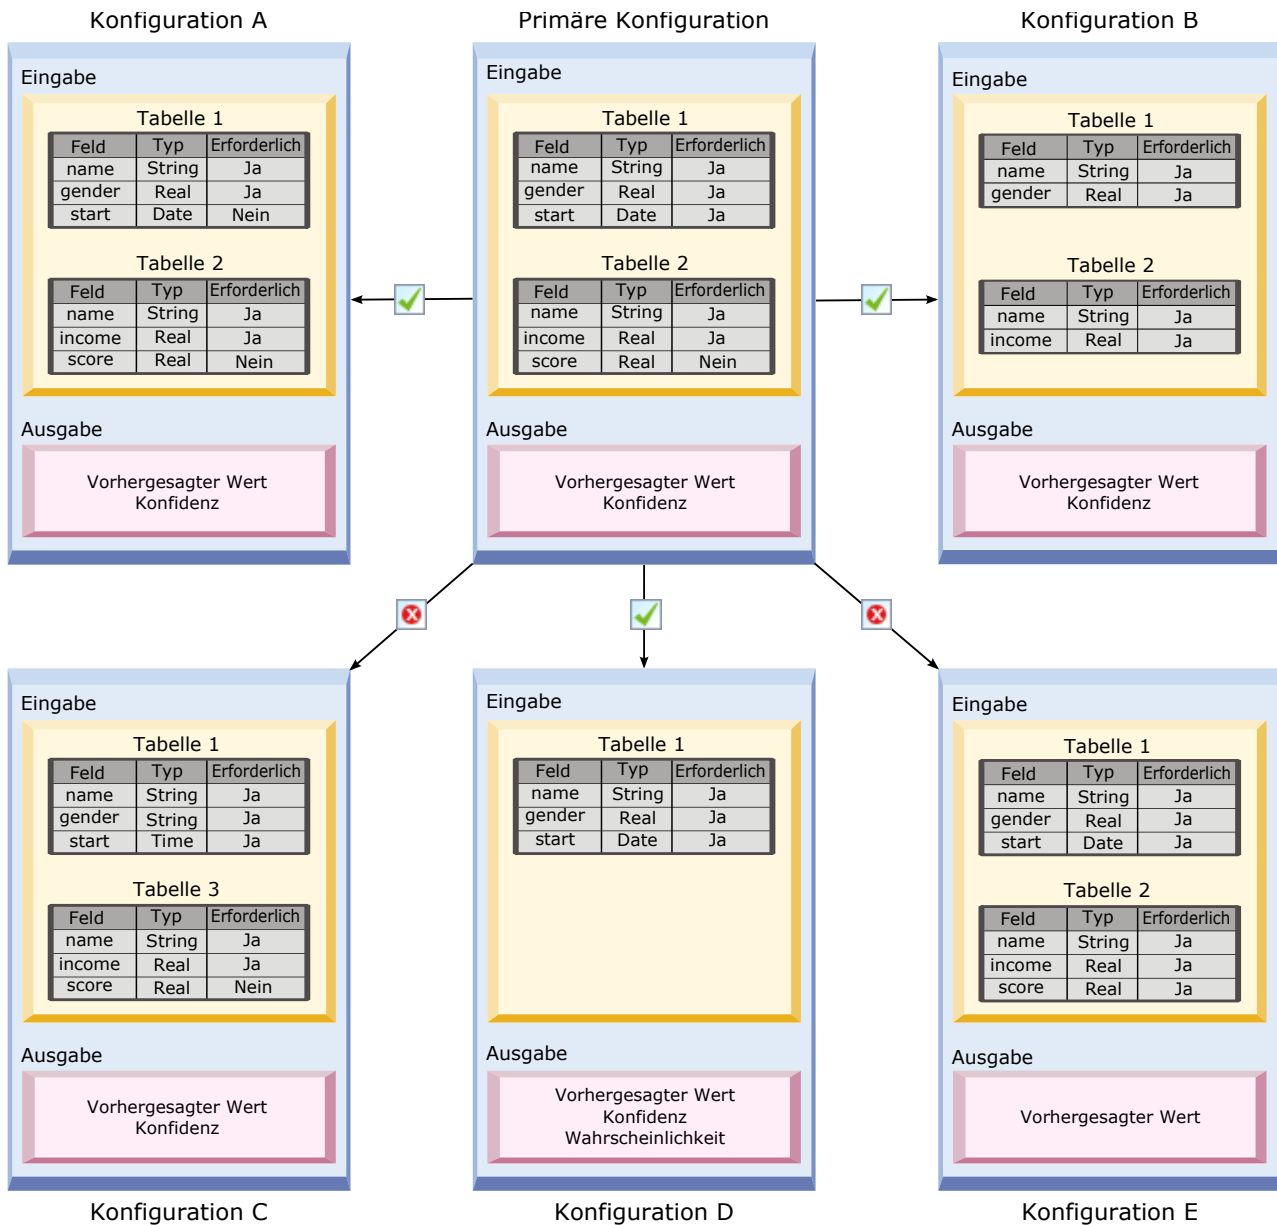 Konfiguration A
Eingabe
Tabelle 1
Feld Typ Erforderlich
name String Ja
gender Real Ja
start Date Nein
Tabelle 2
Feld Typ Erforderlich
name String Ja
income Real Ja
score Real Nein
Ausgabe
Vorhergesagter Wert
Konfidenz
Primäre Konfiguration
Eingabe
Tabelle 1
Feld Typ Erforderlich
name String Ja
gender Real Ja
start Date Ja
Tabelle 2
Feld Typ Erforderlich
name String Ja
income Real Ja
score Real Nein
Ausgabe
Vorhergesagter Wert
Konfidenz
Konfiguration B
Eingabe
Tabelle 1
Feld Typ Erforderlich
name String Ja
gender Real Ja
Tabelle 2
Feld Typ Erforderlich
name String Ja
income Real Ja
Ausgabe
Vorhergesagter Wert
Konfidenz
Eingabe
Tabelle 1
Feld Typ Erforderlich
name String Ja
gender String Ja
start Time Ja
Tabelle 3
Feld Typ Erforderlich
name String Ja
income Real Ja
score Real Nein
Ausgabe
Vorhergesagter Wert
Konfidenz
Konfiguration C
Eingabe
Tabelle 1
Feld Typ Erforderlich
name String Ja
gender Real Ja
start Date Ja
Ausgabe
Vorhergesagter Wert
Konfidenz
Wahrscheinlichkeit
Konfiguration D
Eingabe
Tabelle 1
Feld Typ Erforderlich
name String Ja
gender Real Ja
start Date Ja
Tabelle 2
Feld Typ Erforderlich
name String Ja
income Real Ja
score Real Ja
Ausgabe
Vorhergesagter Wert
Konfiguration E